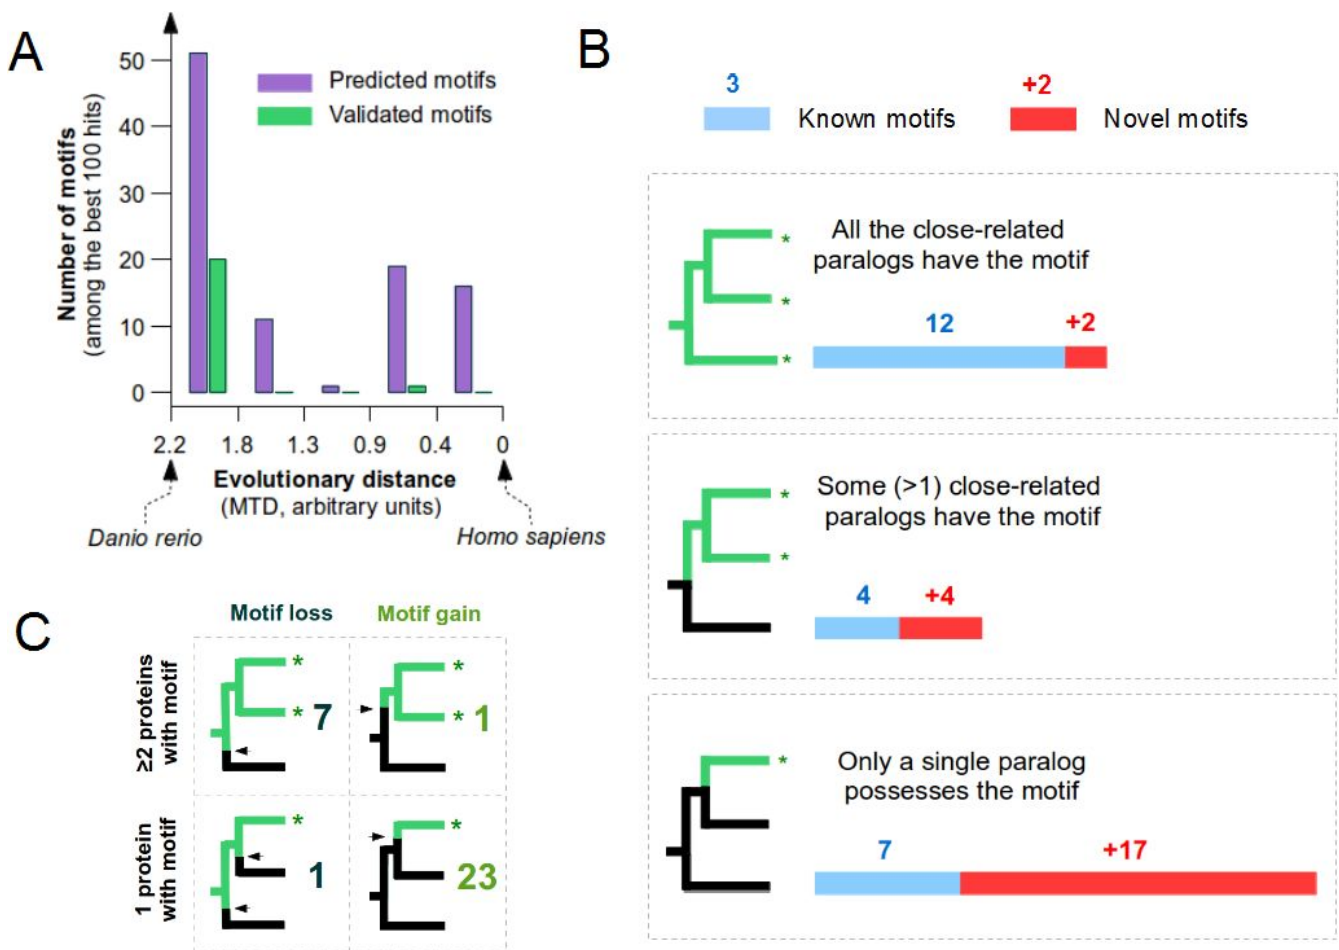 A
Number of motifs
(among the best 100 hits)
50
40
30
20
10
0
Predicted motifs
Validated motifs
2.2 1.8 1.3 0.9 0.4 0
Evolutionary distance
(MTD, arbitrary units)
Danio rerio
Homo sapiens
B
3
Known motifs
+2
Novel motifs
* * *
All the close-related
paralogs have the motif
12 +2
* *
Some (>1) close-related
paralogs have the motif
4 +4
*
Only a single paralog
possesses the motif
7 +17
C
Motif loss Motif gain
≥2 proteins
with motif
* * 7
* * 1
1 protein
with motif
* 1
* 23